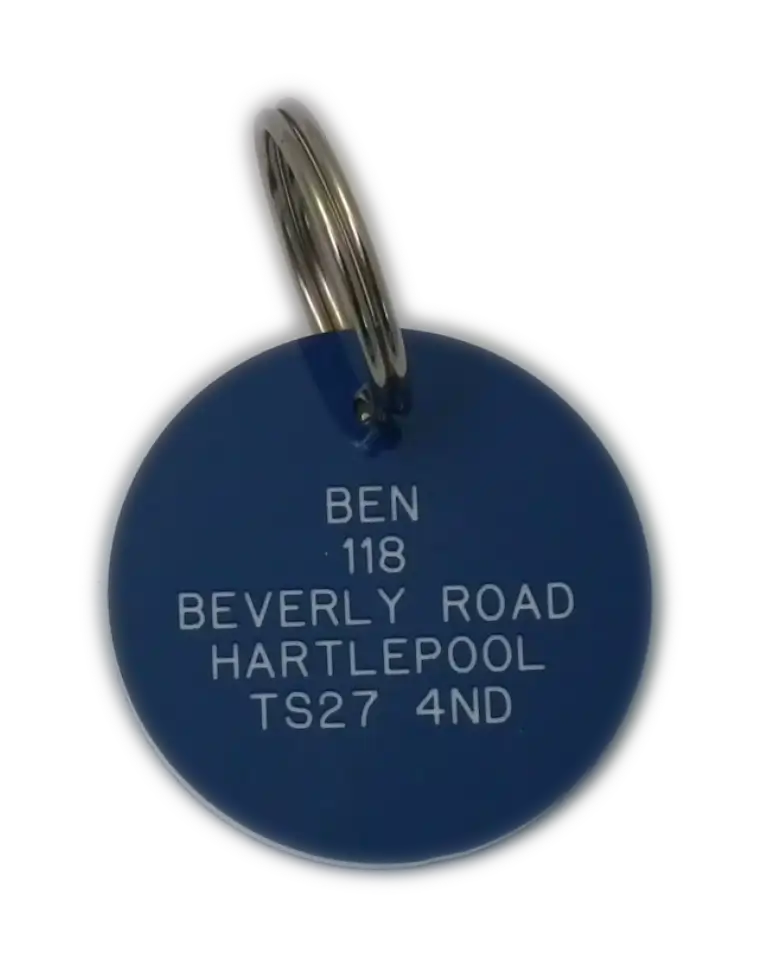 BEN
118
BEVERLY ROAD
HARTLEPOOL
TS27 4ND